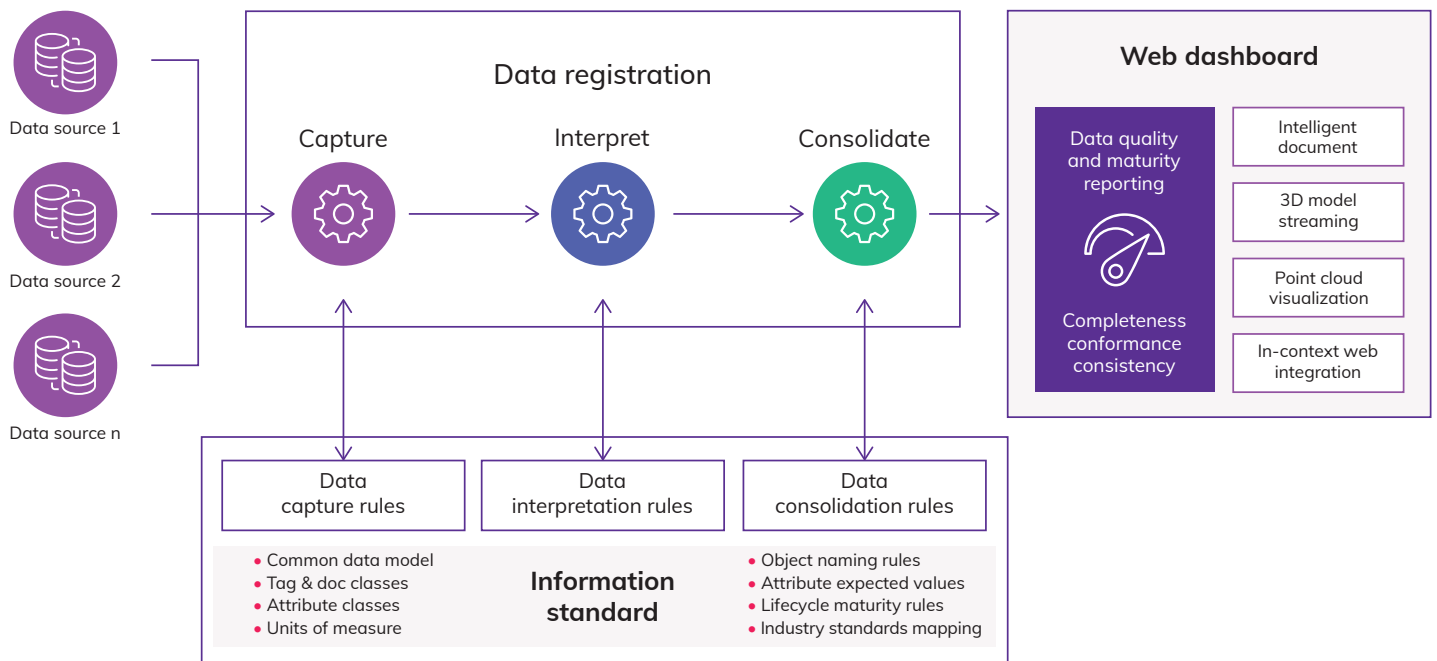 Data source 1
Data source 2
Data source n
Data registration
Capture
Interpret
Consolidate
Web dashboard
Data quality
and maturity
reporting
Completeness
conformance
consistency
Intelligent
document
3D model
streaming
Point cloud
visualization
In-context web
integration
Data
capture rules
Data
interpretation rules
Data
consolidation rules
• Common data model
• Tag & doc classes
• Attribute classes
• Units of measure
Information
standard
• Object naming rules
• Attribute expected values
• Lifecycle maturity rules
• Industry standards mapping